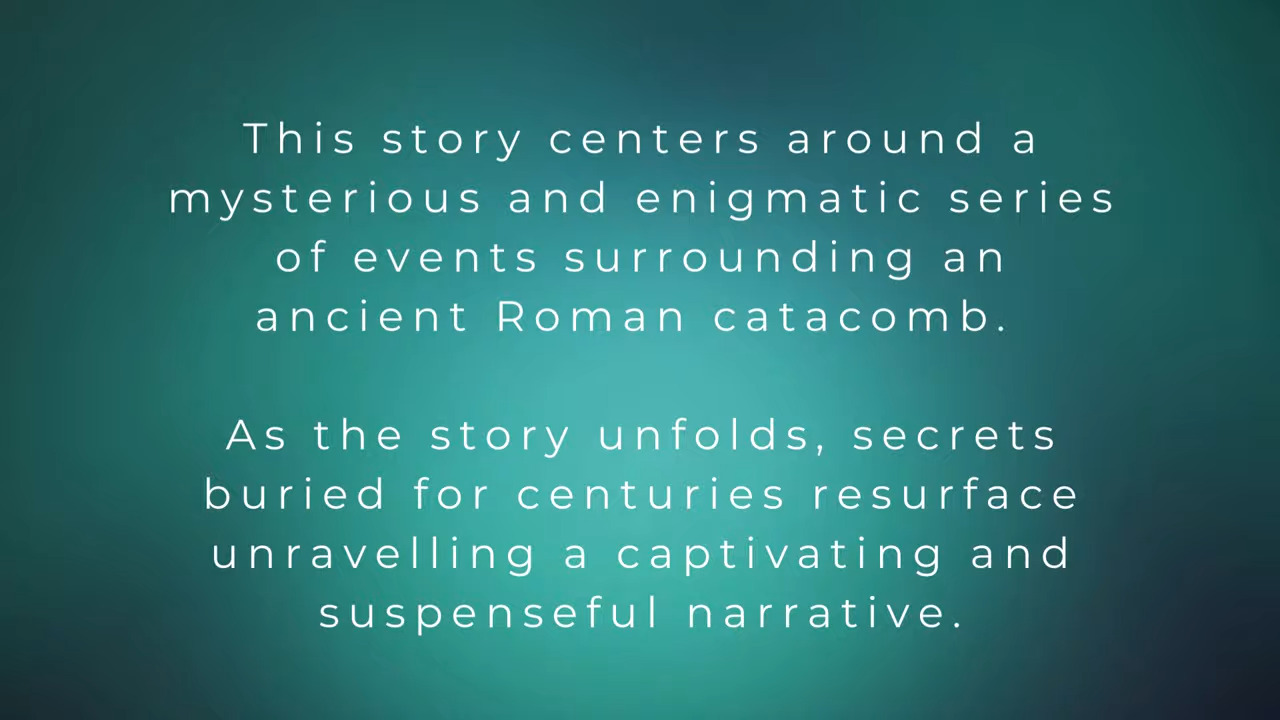 This story centers around a
mysterious and enigmatic series
of events surrounding an
ancient Roman catacomb.
As the story unfolds, secrets
buried for centuries resurface
unravelling a captivating and
suspenseful narrative.